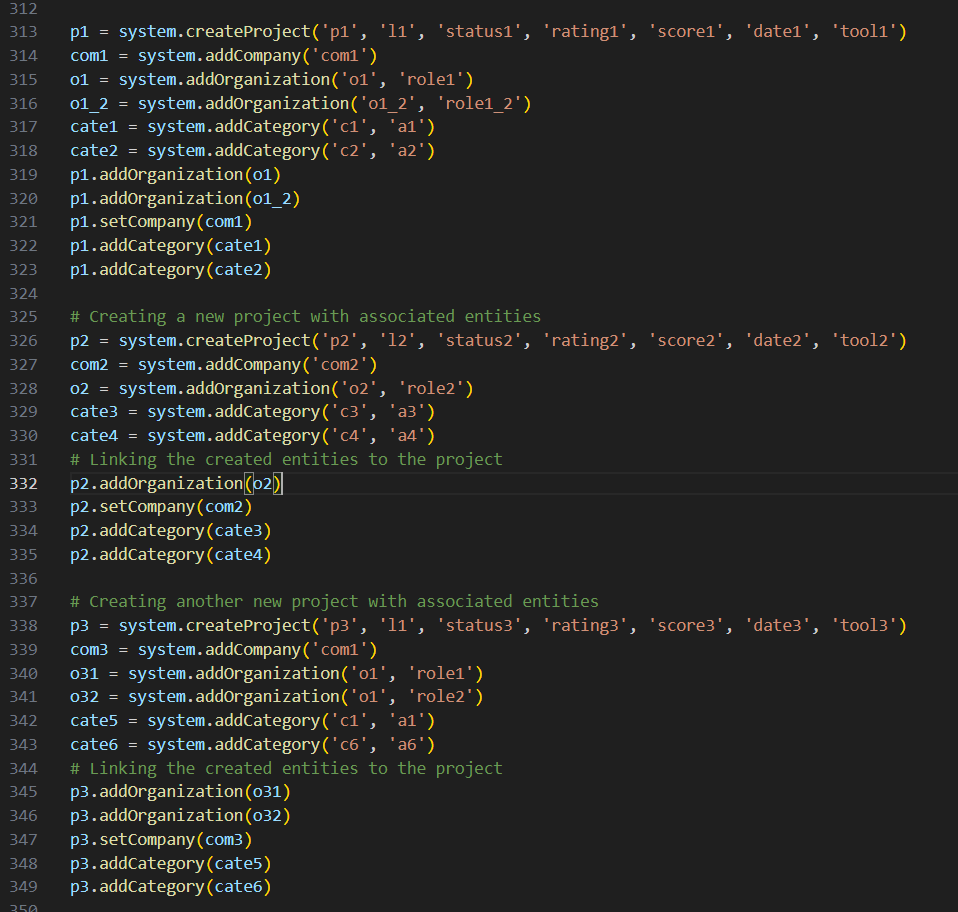 312
313 p1 = system.createProject('p1', 'l1', 'status1', 'rating1', 'score1', 'date1', 'tool1')
314 com1 = system.addCompany('com1')
315 o1 = system.addOrganization('o1', 'role1')
316 o1_2 = system.addOrganization('o1_2', 'role1_2')
317 cate1 = system.addCategory('c1', 'a1')
318 cate2 = system.addCategory('c2', 'a2')
319 p1.addOrganization(o1)
320 p1.addOrganization(o1_2)
321 p1.setCompany(com1)
322 p1.addCategory(cate1)
323 p1.addCategory(cate2)
324
325 # Creating a new project with associated entities
326 p2 = system.createProject('p2', 'l2', 'status2', 'rating2', 'score2', 'date2', 'tool2')
327 com2 = system.addCompany('com2')
328 o2 = system.addOrganization('o2', 'role2')
329 cate3 = system.addCategory('c3', 'a3')
330 cate4 = system.addCategory('c4', 'a4')
331 # Linking the created entities to the project
332 p2.addOrganization(o2)
333 p2.setCompany(com2)
334 p2.addCategory(cate3)
335 p2.addCategory(cate4)
336
337 # Creating another new project with associated entities
338 p3 = system.createProject('p3', 'l1', 'status3', 'rating3', 'score3', 'date3', 'tool3')
339 com3 = system.addCompany('com1')
340 o31 = system.addOrganization('o1', 'role1')
341 o32 = system.addOrganization('o1', 'role2')
342 cate5 = system.addCategory('c1', 'a1')
343 cate6 = system.addCategory('c6', 'a6')
344 # Linking the created entities to the project
345 p3.addOrganization(o31)
346 p3.addOrganization(o32)
347 p3.setCompany(com3)
348 p3.addCategory(cate5)
349 p3.addCategory(cate6)
350